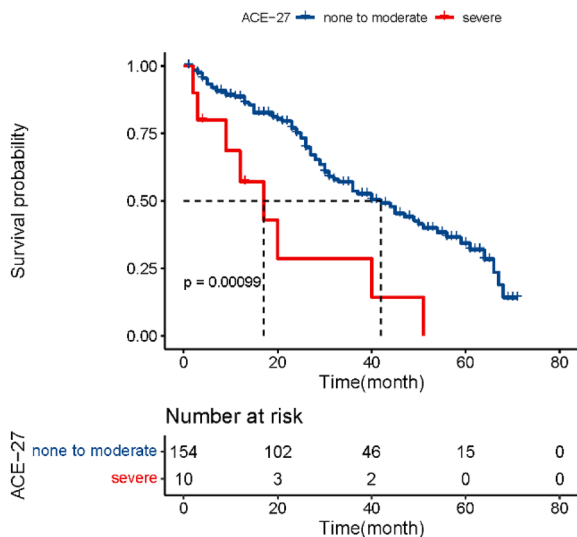 ACE−27 none to moderate severe
1.00
0.75
0.50
0.25
0.00
Survival probability
p = 0.00099
0 20 40 60 80
Time(month)
Number at risk
ACE−27
none to moderate 154 102 46 15 0
severe 10 3 2 0 0
0 20 40 60 80
Time(month)